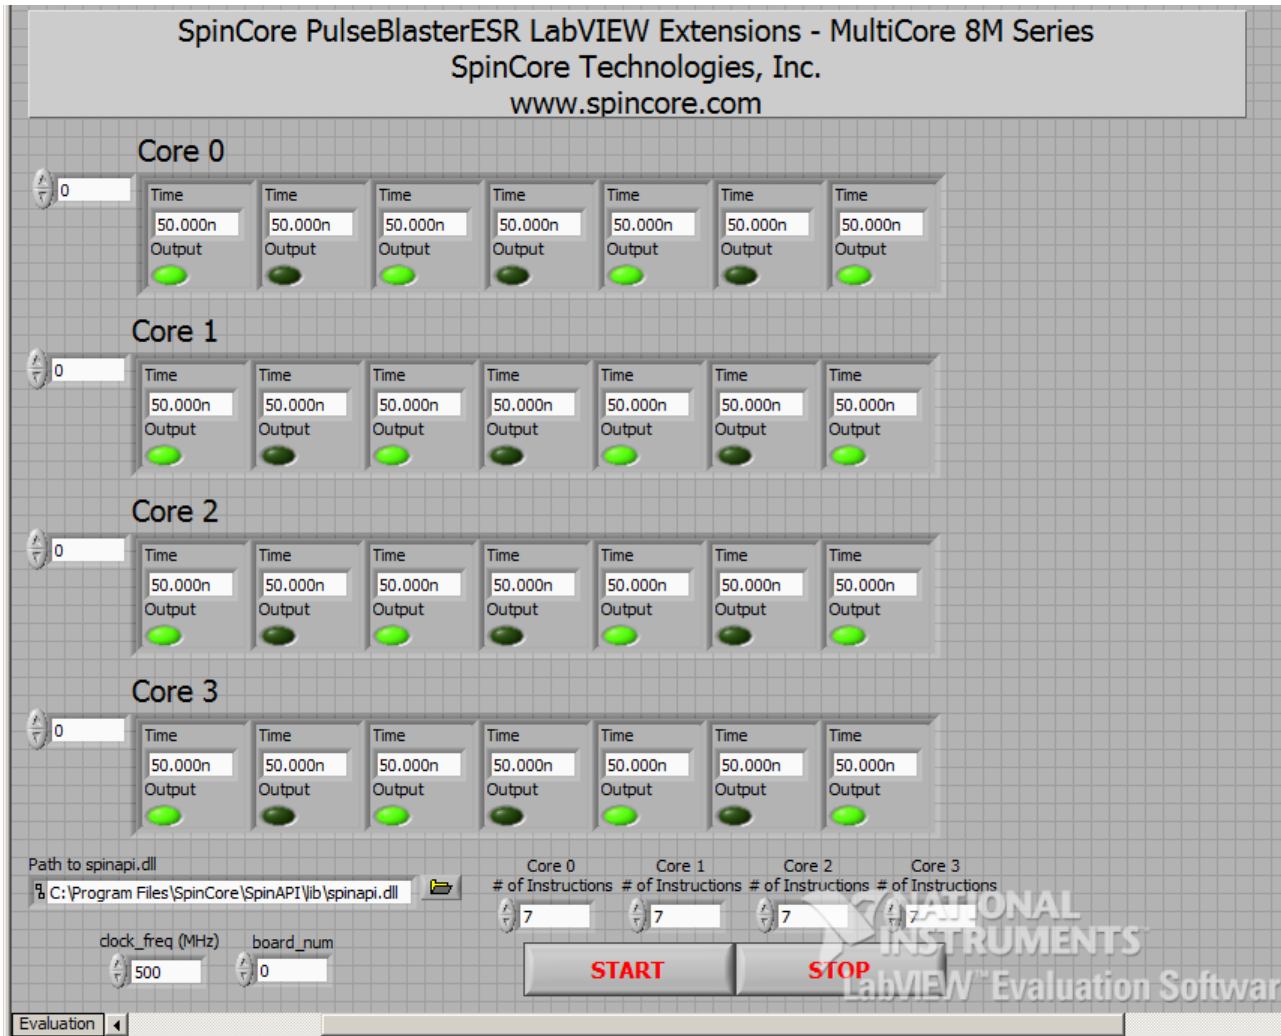 SpinCore PulseBlasterESR LabVIEW Extensions - MultiCore 8M Series
SpinCore Technologies, Inc.
www.spincore.com
Core 0
0
Time Time Time Time Time Time Time
50.000n 50.000n 50.000n 50.000n 50.000n 50.000n 50.000n
Output Output Output Output Output Output Output
Core 1
0
Time Time Time Time Time Time Time
50.000n 50.000n 50.000n 50.000n 50.000n 50.000n 50.000n
Output Output Output Output Output Output Output
Core 2
0
Time Time Time Time Time Time Time
50.000n 50.000n 50.000n 50.000n 50.000n 50.000n 50.000n
Output Output Output Output Output Output Output
Core 3
0
Time Time Time Time Time Time Time
50.000n 50.000n 50.000n 50.000n 50.000n 50.000n 50.000n
Output Output Output Output Output Output Output
Path to spinapi.dll
C:\Program Files\SpinCore\SpinAPI\lib\spinapi.dll
Core 0 Core 1 Core 2 Core 3
# of Instructions # of Instructions # of Instructions # of Instructions
7 7 7 7
clock_freq (MHz) board_num
500 0
START STOP
NATIONAL
INSTRUMENTS
LabVIEW™ Evaluation Softwar
Evaluation